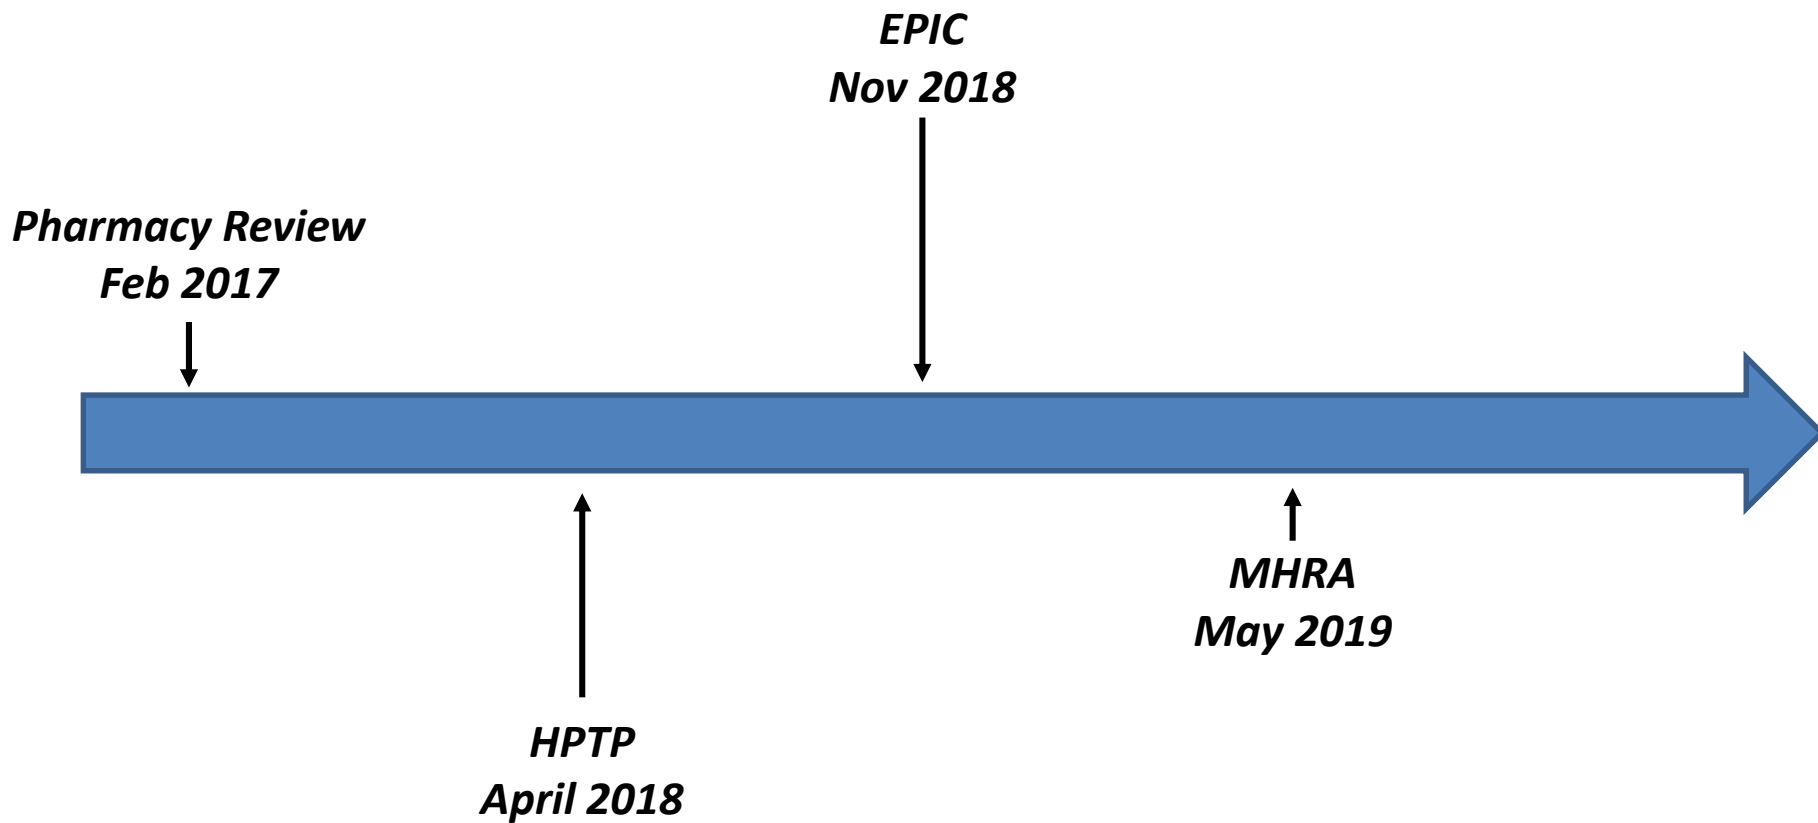 EPIC
Nov 2018
Pharmacy Review
Feb 2017
MHRA
May 2019
HPTP
April 2018